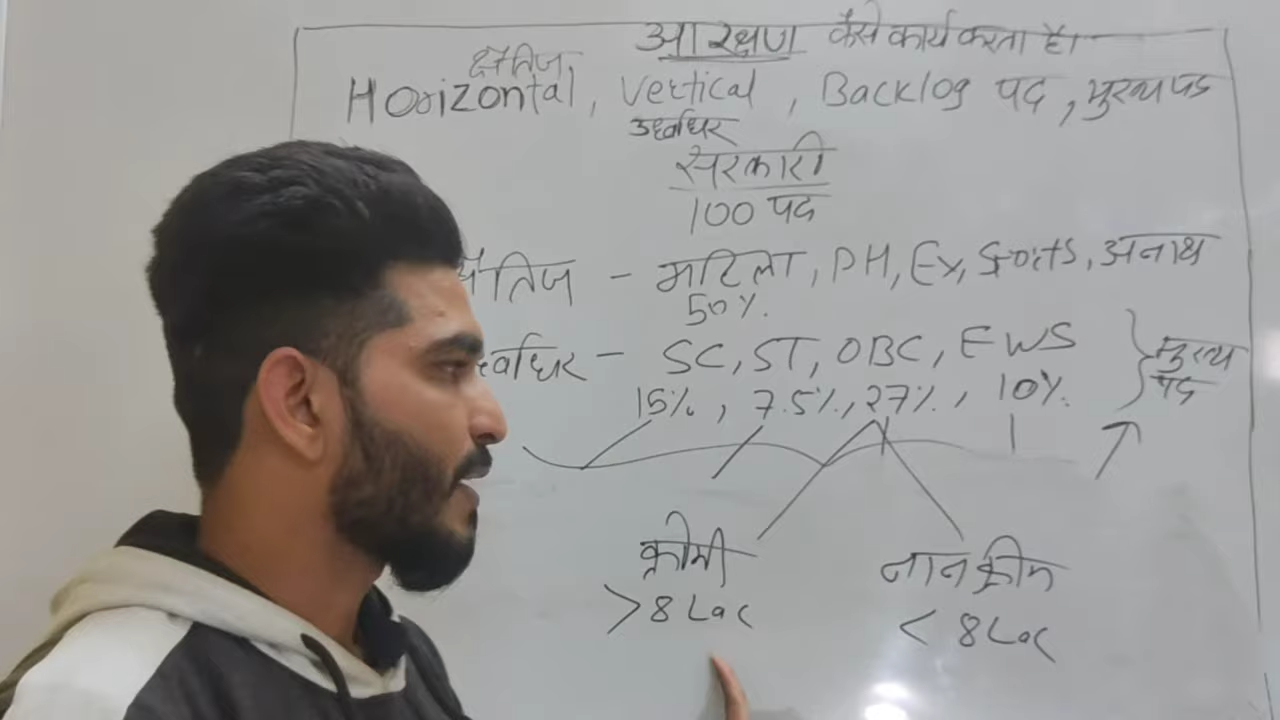 आरक्षण कैसे कार्य करता है।
क्षैतिज
Horizontal, Vertical, Backlog पद, मुख्य पद
उर्ध्वाधर
सरकारी
100 पद
तिज - महिला, PH, Ex, Sports, अनाथ
50%.
र्वाधर - SC, ST, OBC, EWS } मुख्य पद
15%, 7.5%, 27%, 10%.
क्रीमी नानक्रीम
>8 Lac < 8 Lac